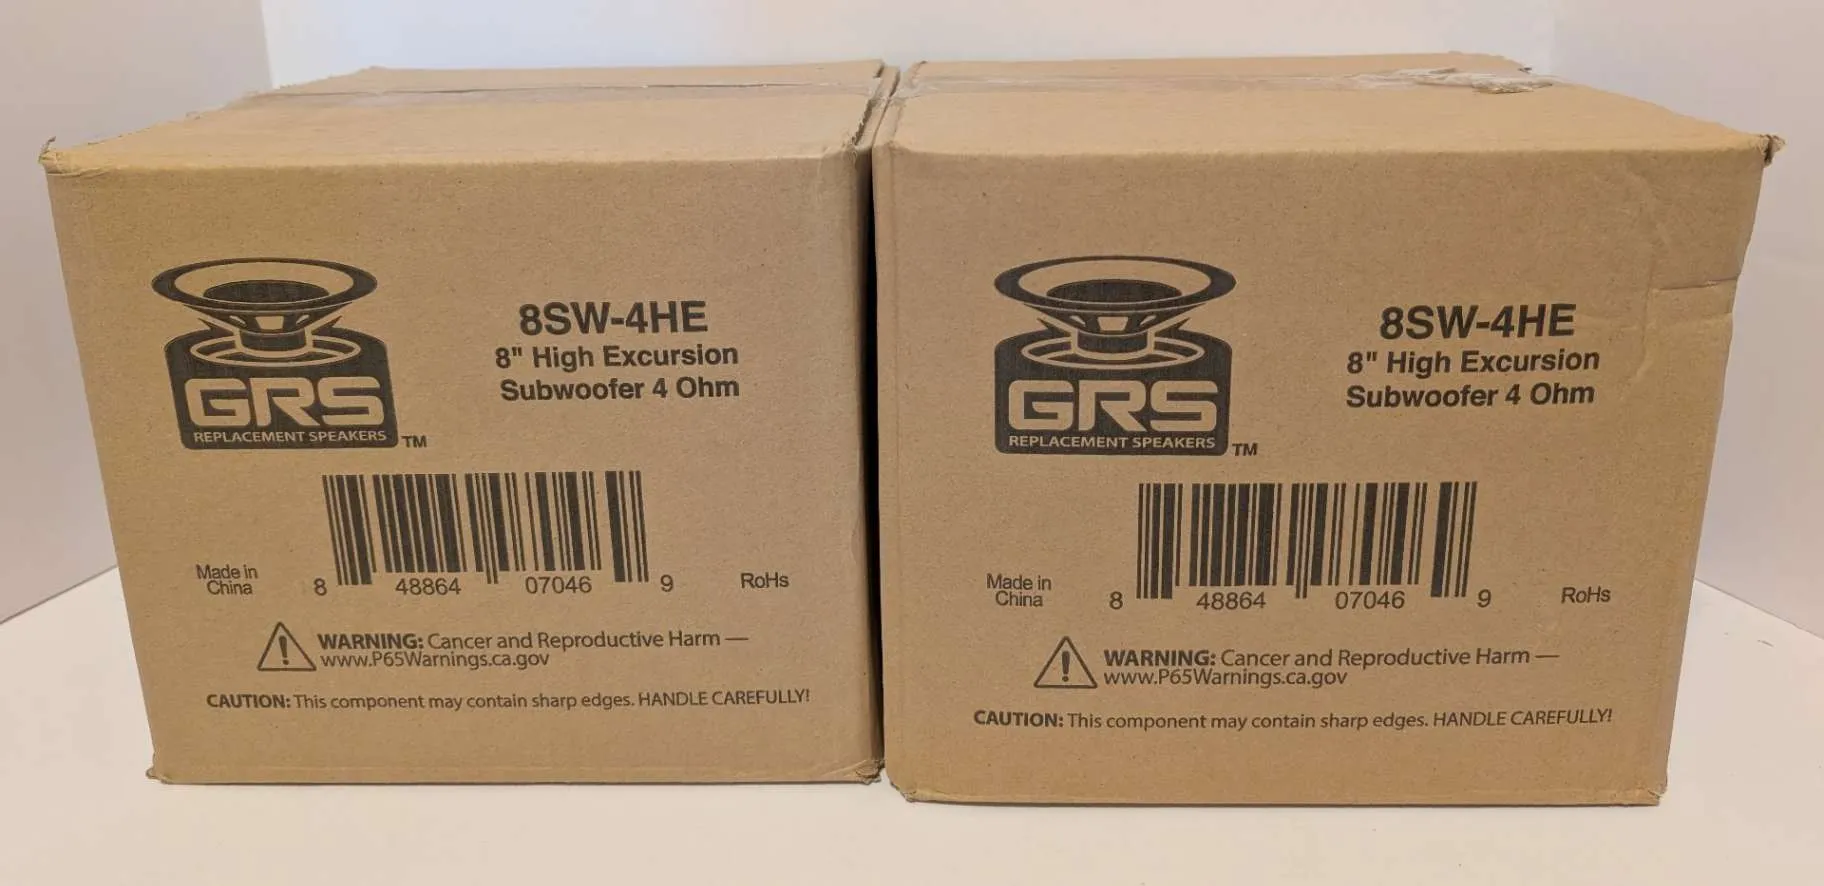 8SW-4HE
8" High Excursion
Subwoofer 4 Ohm
GRS
REPLACEMENT SPEAKERS TM
Made in
China
8 48864 07046 9
RoHs
WARNING: Cancer and Reproductive Harm —
www.P65Warnings.ca.gov
CAUTION: This component may contain sharp edges. HANDLE CAREFULLY!
8SW-4HE
8" High Excursion
Subwoofer 4 Ohm
GRS
REPLACEMENT SPEAKERS TM
Made in
China
8 48864 07046 9
RoHs
WARNING: Cancer and Reproductive Harm —
www.P65Warnings.ca.gov
CAUTION: This component may contain sharp edges. HANDLE CAREFULLY!